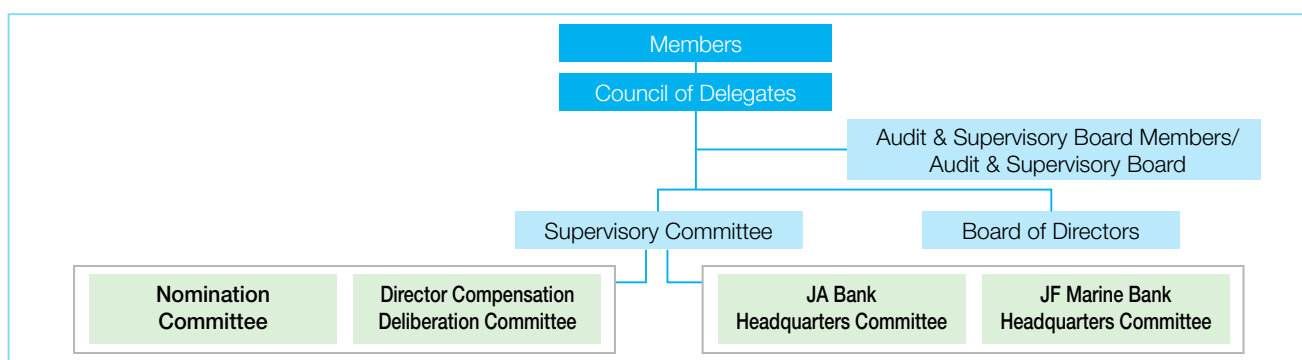 Members
Council of Delegates
Audit & Supervisory Board Members/
Audit & Supervisory Board
Supervisory Committee
Board of Directors
Nomination
Committee
Director Compensation
Deliberation Committee
JA Bank
Headquarters Committee
JF Marine Bank
Headquarters Committee